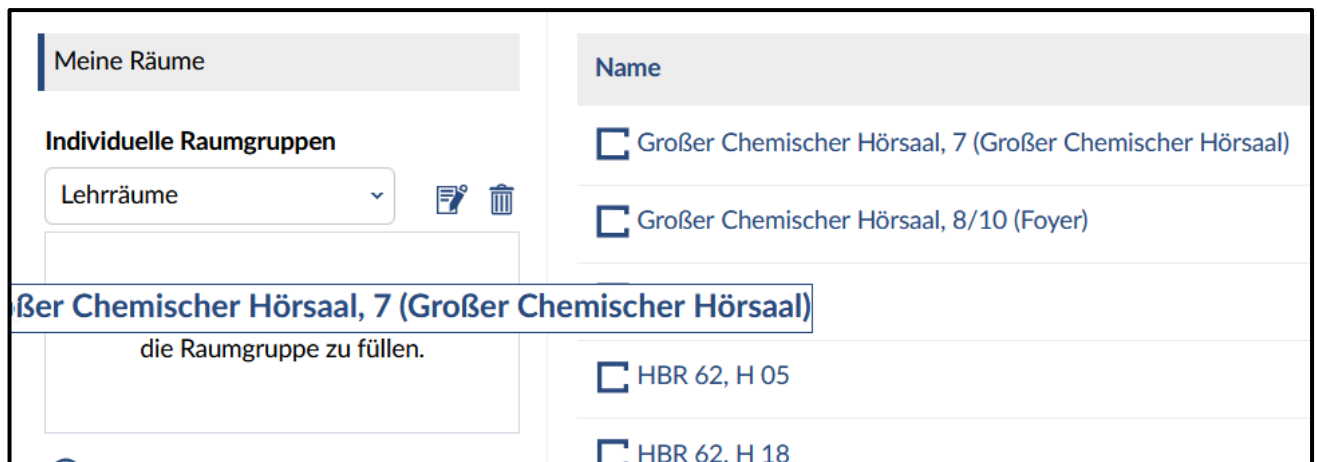 Meine Räume
Individuelle Raumgruppen
Lehrräume
ßer Chemischer Hörsaal, 7 (Großer Chemischer Hörsaal)
die Raumgruppe zu füllen.
Name
Großer Chemischer Hörsaal, 7 (Großer Chemischer Hörsaal)
Großer Chemischer Hörsaal, 8/10 (Foyer)
HBR 62, H 05
HBR 62, H 18